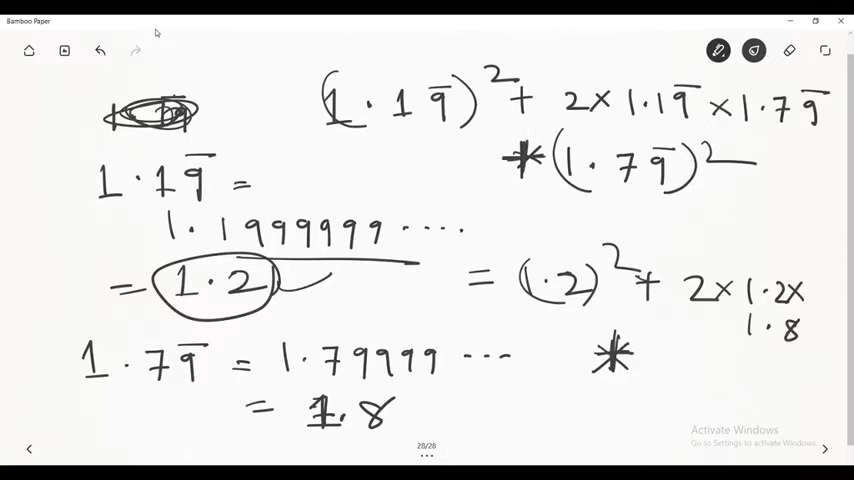 Bamboo Paper
(1.19̅)² + 2×1.19̅×1.79̅
*(1.79̅)²
1.19̅ =
1.1999999....
= 1.2
= (1.2)² + 2×1.2×
1.8
1.79̅ = 1.79999...
*
= 1.8
28/28
Activate Windows
Go to Settings to activate Windows.